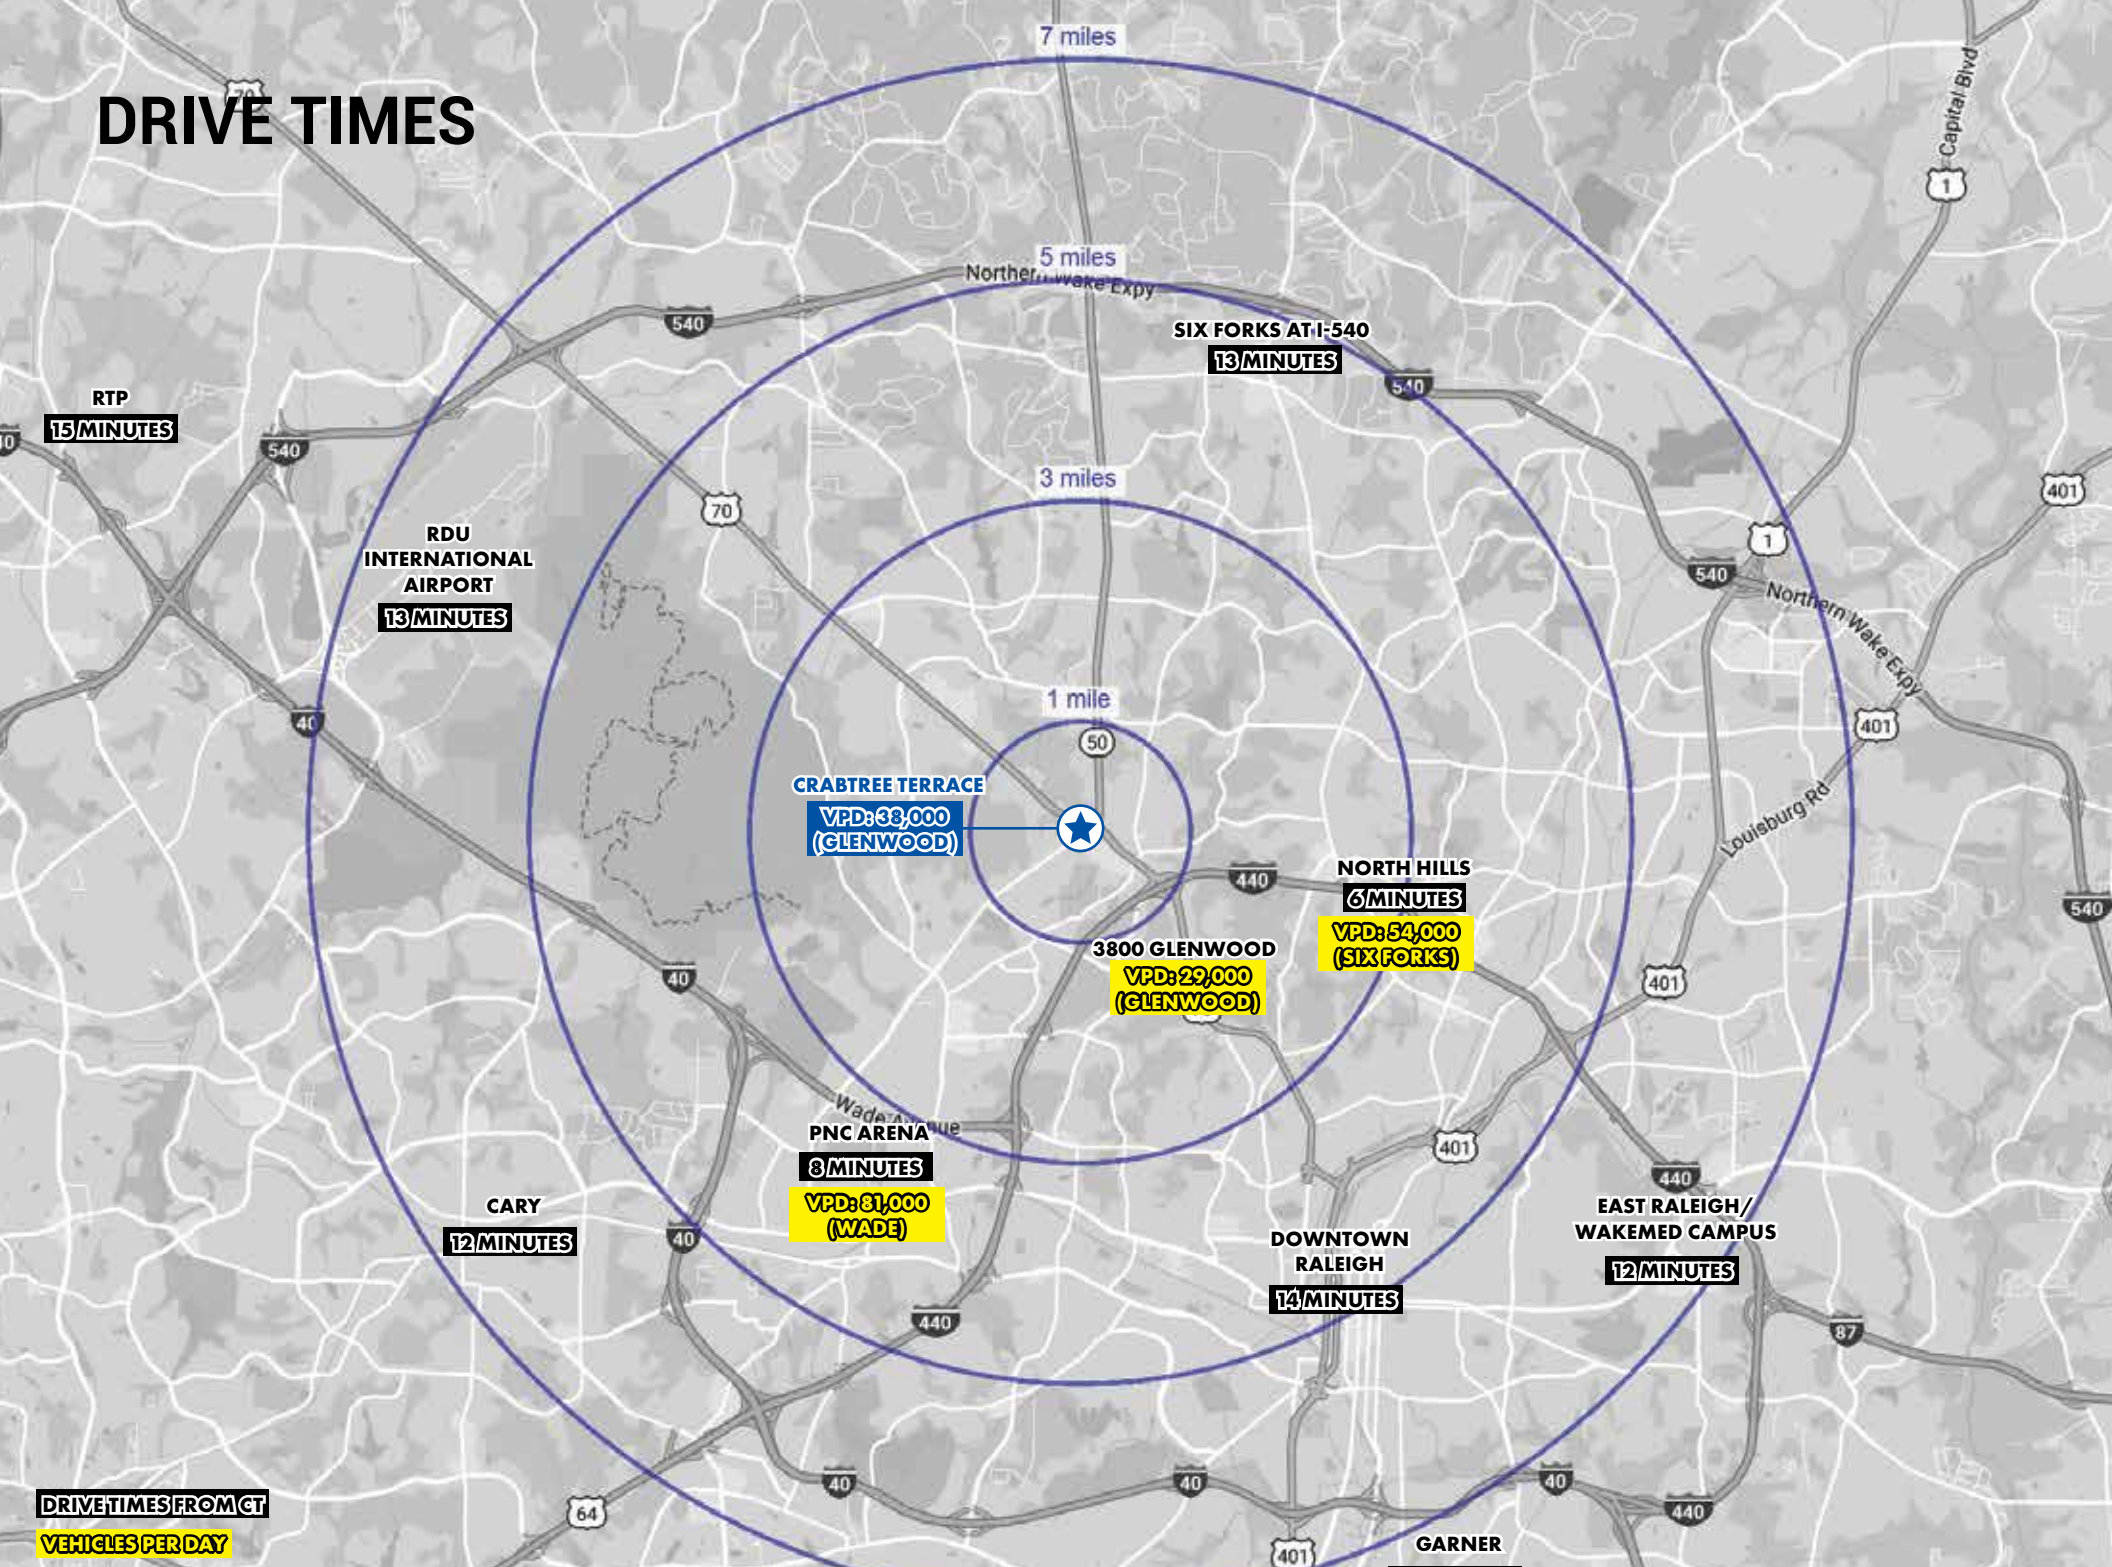 70
DRIVE TIMES
7 miles
Capital Blvd
1
5 miles
Northern Wake Expy
540
SIX FORKS AT I-540
13 MINUTES
540
RTP
15 MINUTES
540
3 miles
70
401
RDU
INTERNATIONAL
AIRPORT
13 MINUTES
1
540
Northern Wake Expy
1 mile
40
50
401
CRABTREE TERRACE
VPD: 38,000
(GLENWOOD)
Louisburg Rd
440
NORTH HILLS
6 MINUTES
VPD: 54,000
(SIX FORKS)
540
3800 GLENWOOD
VPD: 29,000
(GLENWOOD)
40
401
Wade Avenue
PNC ARENA
8 MINUTES
VPD: 81,000
(WADE)
401
440
CARY
12 MINUTES
40
DOWNTOWN
RALEIGH
14 MINUTES
EAST RALEIGH/
WAKEMED CAMPUS
12 MINUTES
440
87
40
40
40
440
64
DRIVE TIMES FROM CT
VEHICLES PER DAY
401
GARNER